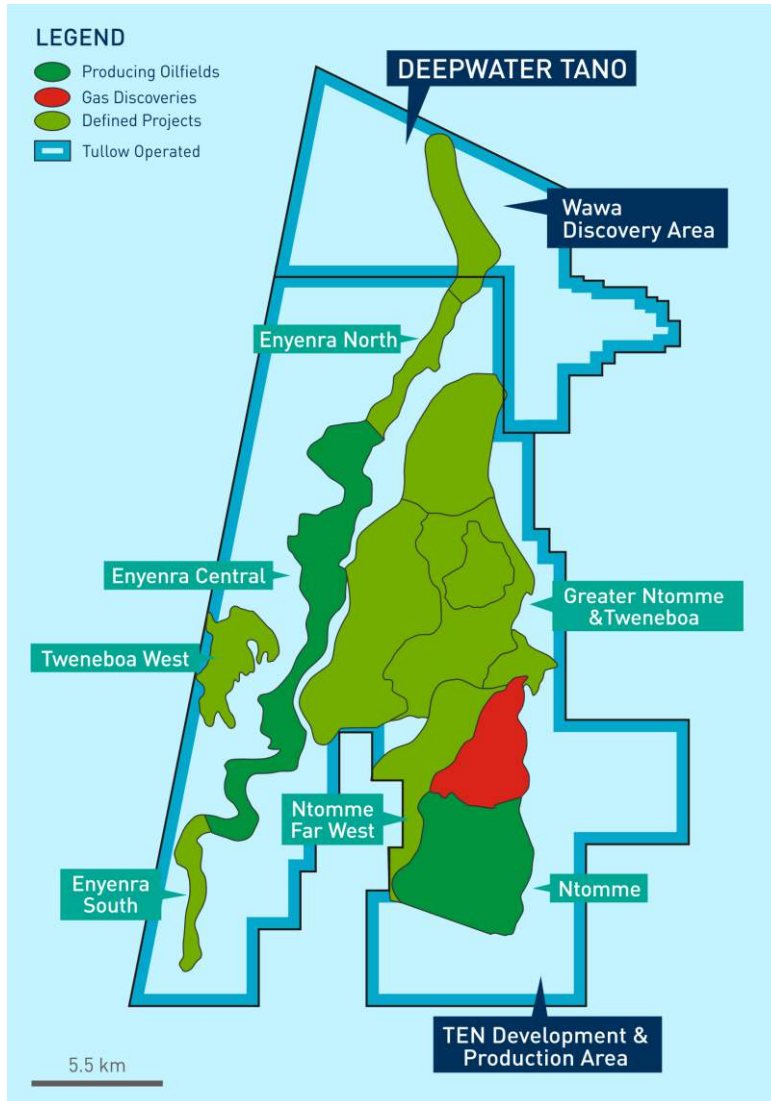 LEGEND
Producing Oilfields
Gas Discoveries
Defined Projects
Tullow Operated
DEEPWATER TANO
Wawa
Discovery Area
Enyenra North
Enyenra Central
Greater Ntomme
&Tweneboa
Tweneboa West
Ntomme
Far West
Enyenra
South
Ntomme
TEN Development &
Production Area
5.5 km